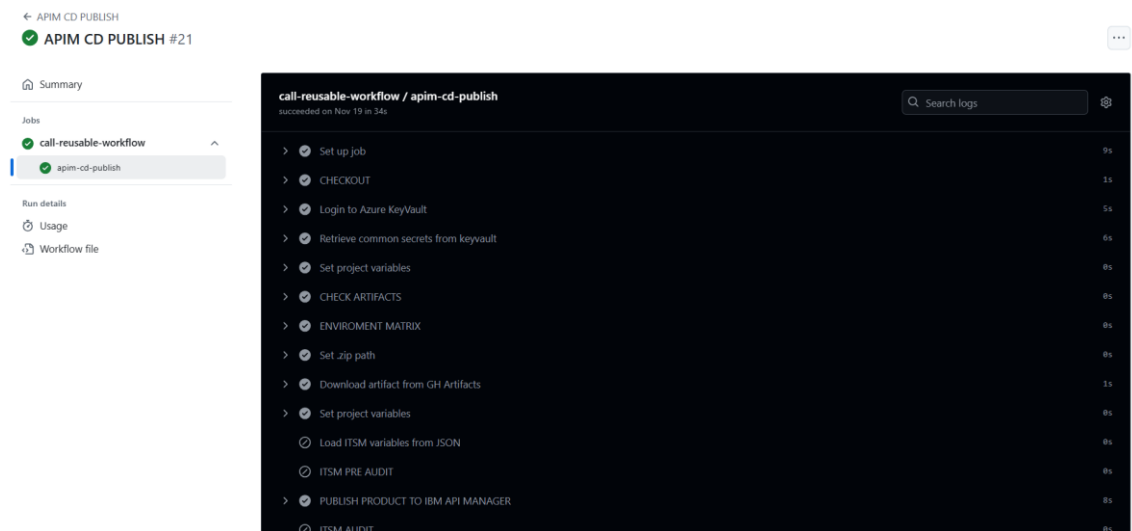 ← APIM CD PUBLISH
APIM CD PUBLISH #21
...
Summary
Jobs
call-reusable-workflow
apim-cd-publish
Run details
Usage
Workflow file
call-reusable-workflow / apim-cd-publish
succeeded on Nov 19 in 34s
Search logs
Set up job 9s
CHECKOUT 1s
Login to Azure KeyVault 5s
Retrieve common secrets from keyvault 6s
Set project variables 0s
CHECK ARTIFACTS 0s
ENVIROMENT MATRIX 0s
Set .zip path 0s
Download artifact from GH Artifacts 1s
Set project variables 0s
Load ITSM variables from JSON 0s
ITSM PRE AUDIT 0s
PUBLISH PRODUCT TO IBM API MANAGER 8s
ITSM AUDIT 0s